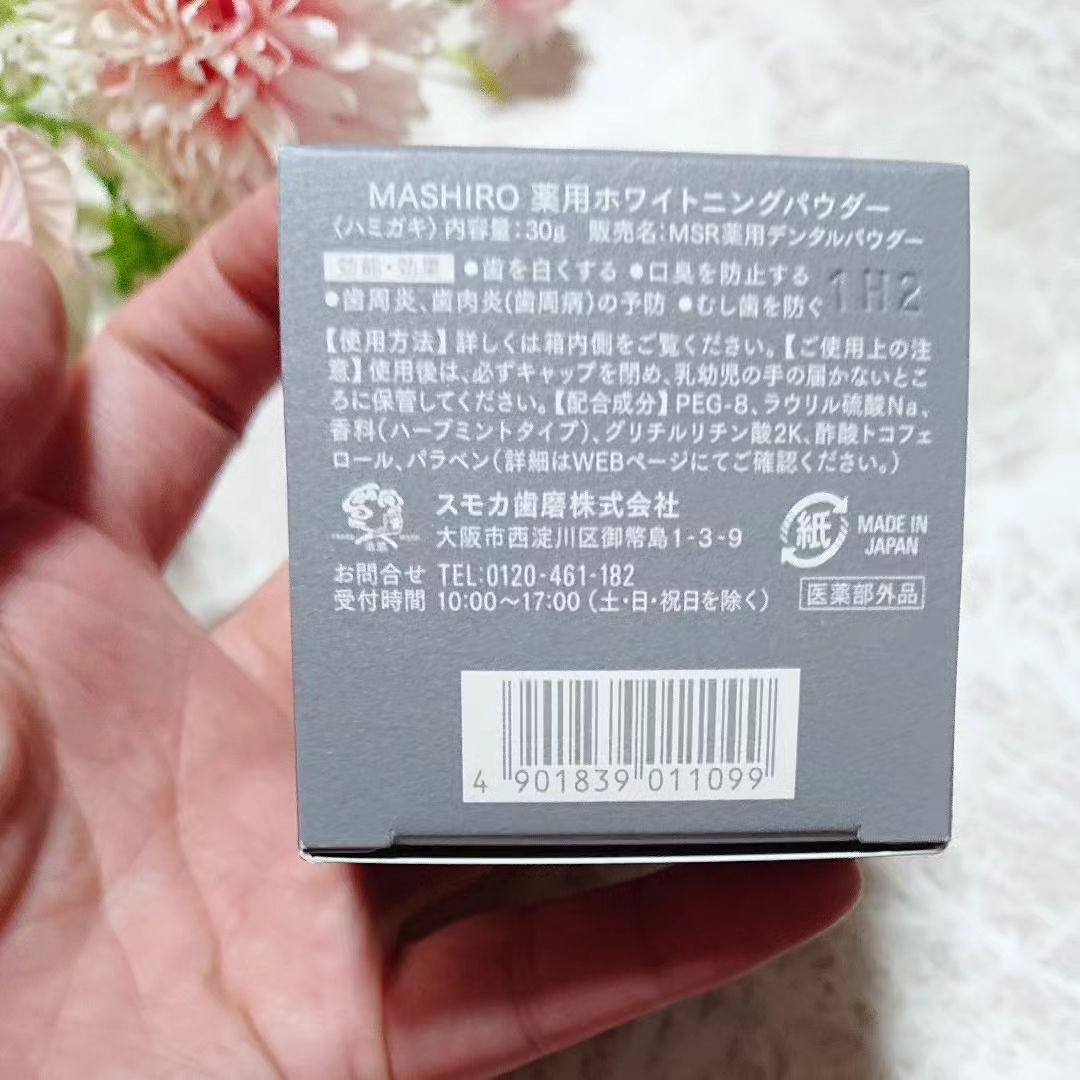 MASHIRO 薬用ホワイトニングパウダー
〈ハミガキ〉内容量:30g 販売名:MSR薬用デンタルパウダー
効能・効果 ●歯を白くする ●口臭を防止する
●歯周炎、歯肉炎(歯周病)の予防 ●むし歯を防ぐ
1H2
【使用方法】詳しくは箱内側をご覧ください。【ご使用上の注
意】使用後は、必ずキャップを閉め、乳幼児の手の届かないとこ
ろに保管してください。【配合成分】PEG-8、ラウリル硫酸Na、
香料(ハーブミントタイプ)、グリチルリチン酸2K、酢酸トコフェ
ロール、パラベン(詳細はWEBページにてご確認ください。)
スモカ歯磨株式会社
大阪市西淀川区御幣島1-3-9
紙
MADE IN
JAPAN
お問合せ TEL:0120-461-182
受付時間 10:00〜17:00(土・日・祝日を除く)
医薬部外品
4 901839 011099